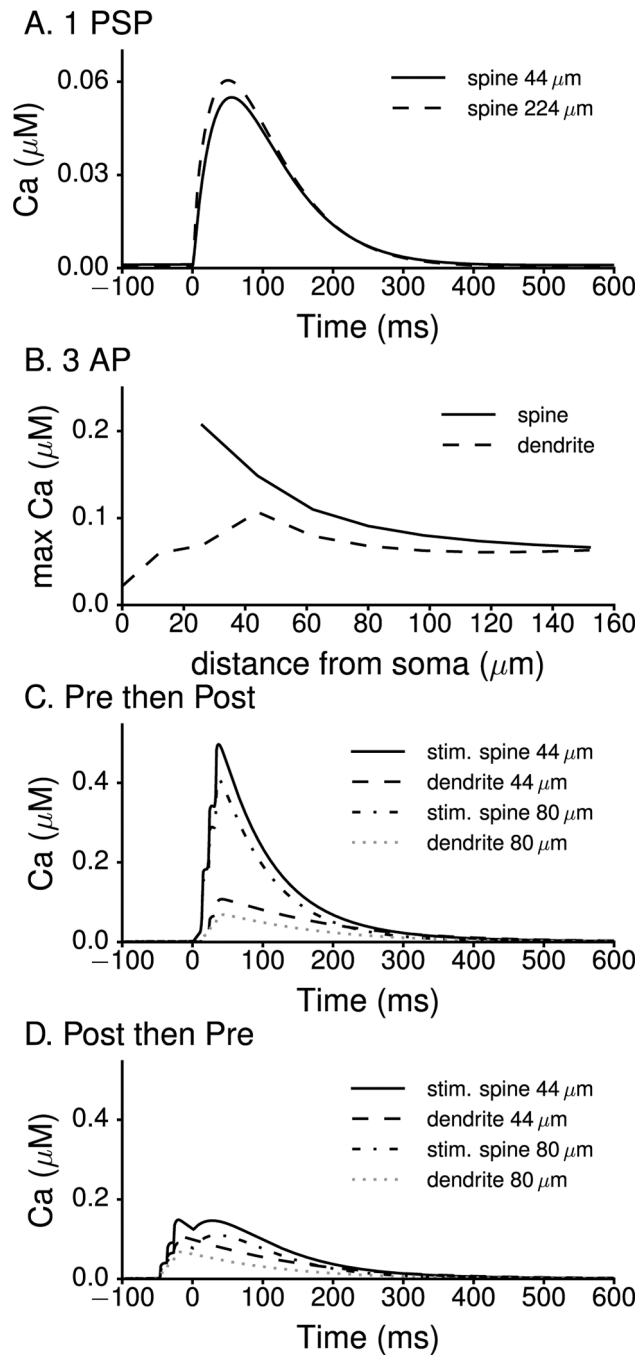 A. 1 PSP
Ca (μM)
0.06
0.03
0.00
spine 44 μm
spine 224 μm
−100 0 100 200 300 400 500 600
Time (ms)
B. 3 AP
max Ca (μM)
0.2
0.1
0.0
spine
dendrite
0 20 40 60 80 100 120 140 160
distance from soma (μm)
C. Pre then Post
Ca (μM)
0.4
0.2
0.0
stim. spine 44 μm
dendrite 44 μm
stim. spine 80 μm
dendrite 80 μm
−100 0 100 200 300 400 500 600
Time (ms)
D. Post then Pre
Ca (μM)
0.4
0.2
0.0
stim. spine 44 μm
dendrite 44 μm
stim. spine 80 μm
dendrite 80 μm
−100 0 100 200 300 400 500 600
Time (ms)